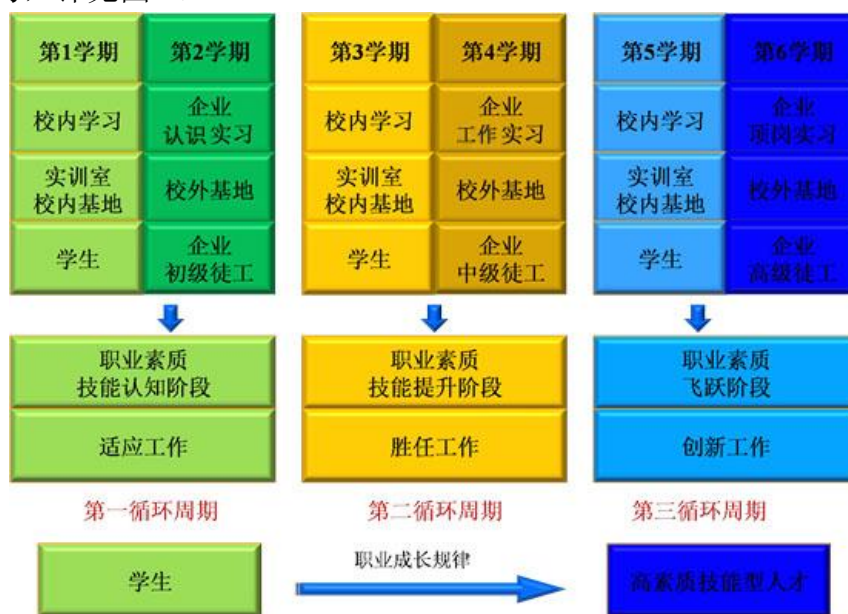 第1学期 第2学期 第3学期 第4学期 第5学期 第6学期
校内学习 企业 认识实习 校内学习 企业 工作实习 校内学习 企业 顶岗实习
实训室 校内基地 校外基地 实训室 校内基地 校外基地 实训室 校内基地 校外基地
学生 企业 初级徒工 学生 企业 中级徒工 学生 企业 高级徒工
职业素质 职业素质 职业素质
技能认知阶段 技能提升阶段 飞跃阶段
适应工作 胜任工作 创新工作
第一循环周期 第二循环周期 第三循环周期
学生 职业成长规律 高素质技能型人才